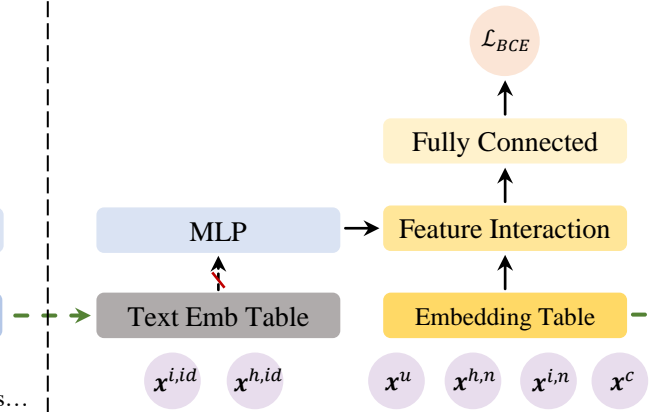 ℒ_BCE
Fully Connected
MLP
Feature Interaction
Text Emb Table
Embedding Table
x^{i,id}
x^{h,id}
x^{u}
x^{h,n}
x^{i,n}
x^{c}
s…